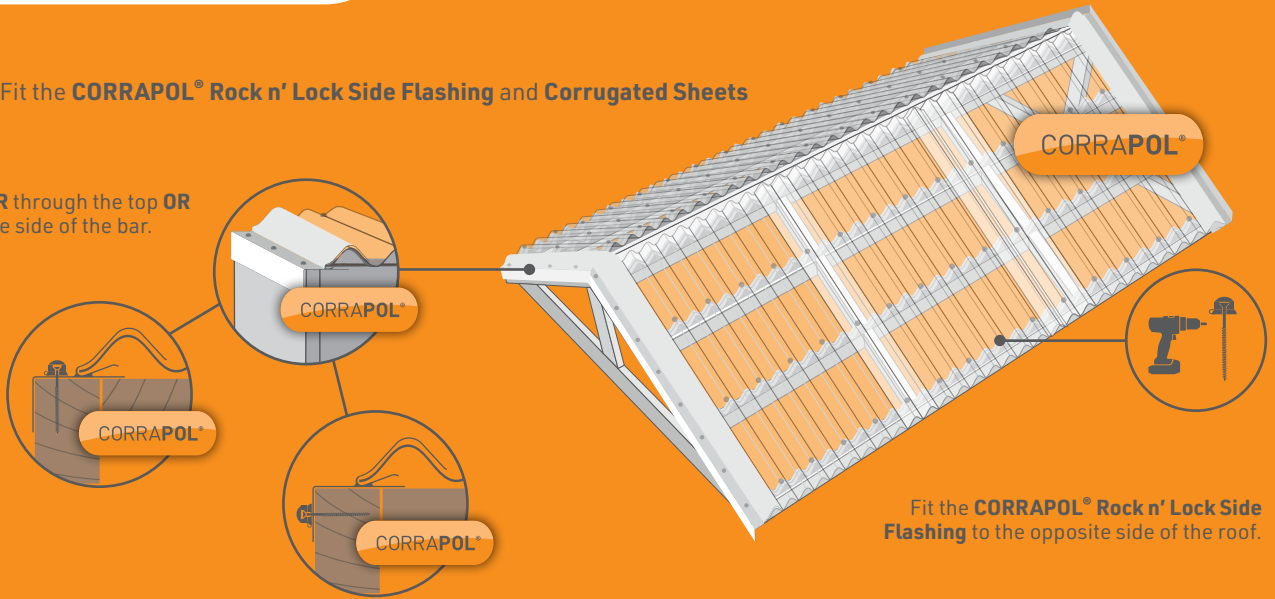 Fit the CORRAPOL® Rock n' Lock Side Flashing and Corrugated Sheets
CORRAPOL®
through the top OR
side of the bar.
CORRAPOL®
CORRAPOL®
CORRAPOL®
Fit the CORRAPOL® Rock n' Lock Side
Flashing to the opposite side of the roof.